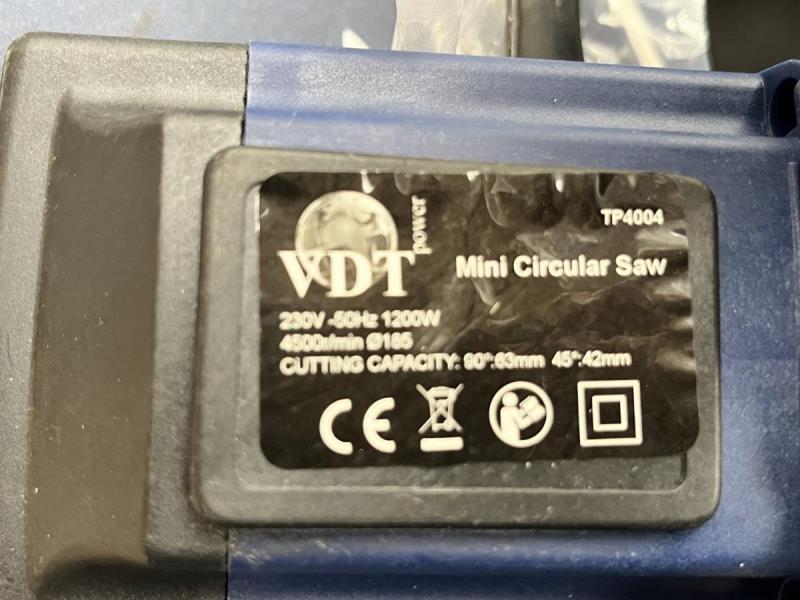 TP4004
VDT power
Mini Circular Saw
230V ~50Hz 1200W
4500r/min Ø185
CUTTING CAPACITY: 90°:63mm 45°:42mm
CE